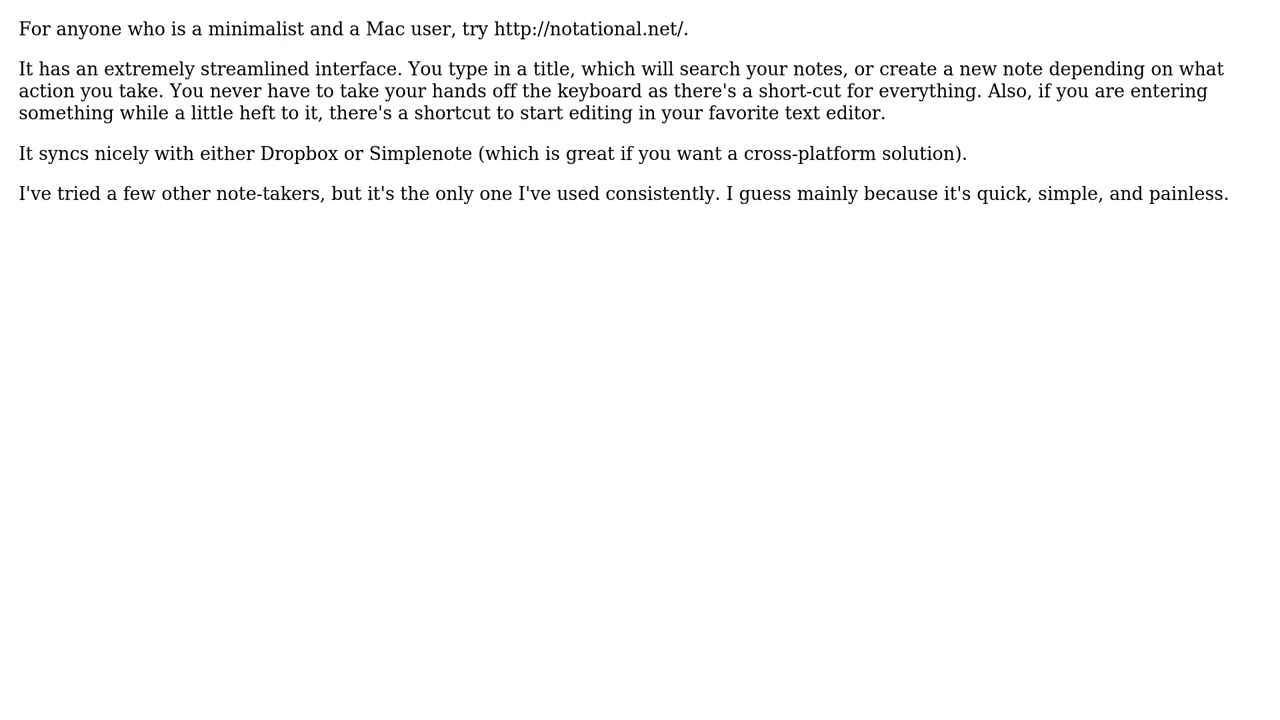 For anyone who is a minimalist and a Mac user, try http://notational.net/.
It has an extremely streamlined interface. You type in a title, which will search your notes, or create a new note depending on what
action you take. You never have to take your hands off the keyboard as there's a short-cut for everything. Also, if you are entering
something while a little heft to it, there's a shortcut to start editing in your favorite text editor.
It syncs nicely with either Dropbox or Simplenote (which is great if you want a cross-platform solution).
I've tried a few other note-takers, but it's the only one I've used consistently. I guess mainly because it's quick, simple, and painless.